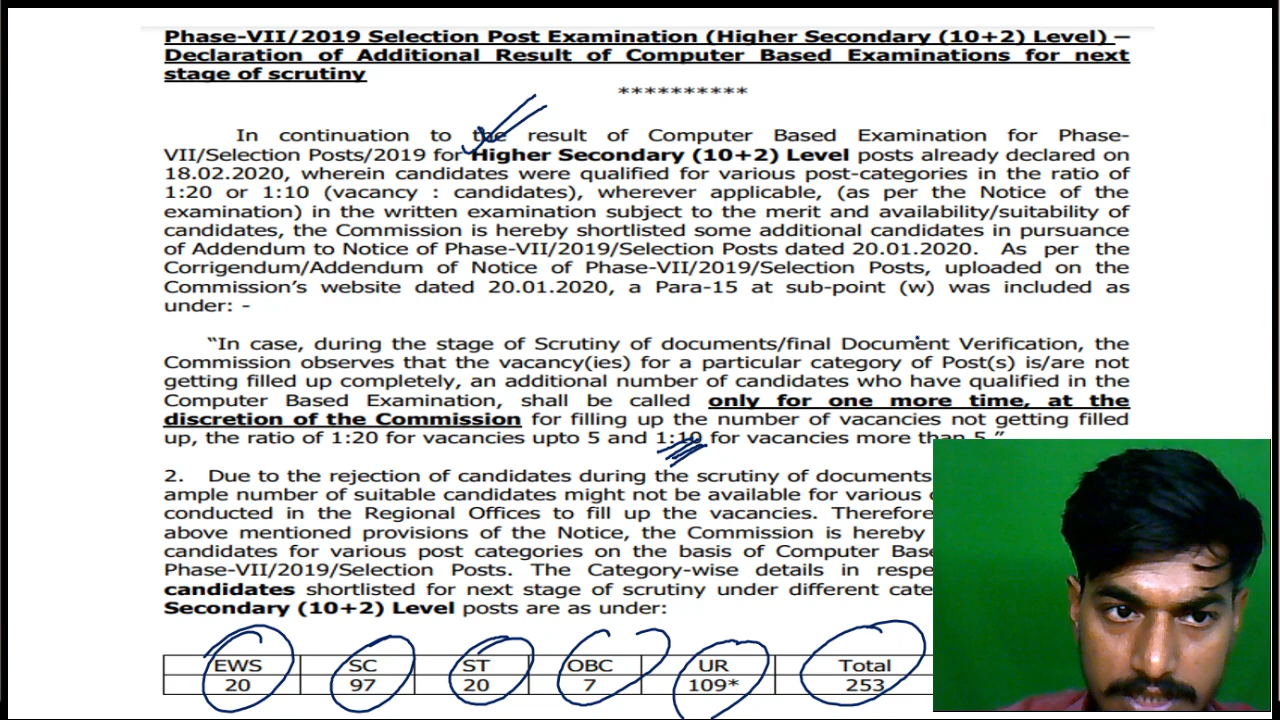 Phase-VII/2019 Selection Post Examination (Higher Secondary (10+2) Level) –
Declaration of Additional Result of Computer Based Examinations for next
stage of scrutiny
**********
In continuation to the result of Computer Based Examination for Phase-
VII/Selection Posts/2019 for Higher Secondary (10+2) Level posts already declared on
18.02.2020, wherein candidates were qualified for various post-categories in the ratio of
1:20 or 1:10 (vacancy : candidates), wherever applicable, (as per the Notice of the
examination) in the written examination subject to the merit and availability/suitability of
candidates, the Commission is hereby shortlisted some additional candidates in pursuance
of Addendum to Notice of Phase-VII/2019/Selection Posts dated 20.01.2020. As per the
Corrigendum/Addendum of Notice of Phase-VII/2019/Selection Posts, uploaded on the
Commission's website dated 20.01.2020, a Para-15 at sub-point (w) was included as
under: -
"In case, during the stage of Scrutiny of documents/final Document Verification, the
Commission observes that the vacancy(ies) for a particular category of Post(s) is/are not
getting filled up completely, an additional number of candidates who have qualified in the
Computer Based Examination, shall be called only for one more time, at the
discretion of the Commission for filling up the number of vacancies not getting filled
up, the ratio of 1:20 for vacancies upto 5 and 1:10 for vacancies more than 5."
2. Due to the rejection of candidates during the scrutiny of documents
ample number of suitable candidates might not be available for various
conducted in the Regional Offices to fill up the vacancies. Therefore
above mentioned provisions of the Notice, the Commission is hereby
candidates for various post categories on the basis of Computer Base
Phase-VII/2019/Selection Posts. The Category-wise details in respe
candidates shortlisted for next stage of scrutiny under different cate
Secondary (10+2) Level posts are as under:
EWS SC ST OBC UR Total
20 97 20 7 109* 253